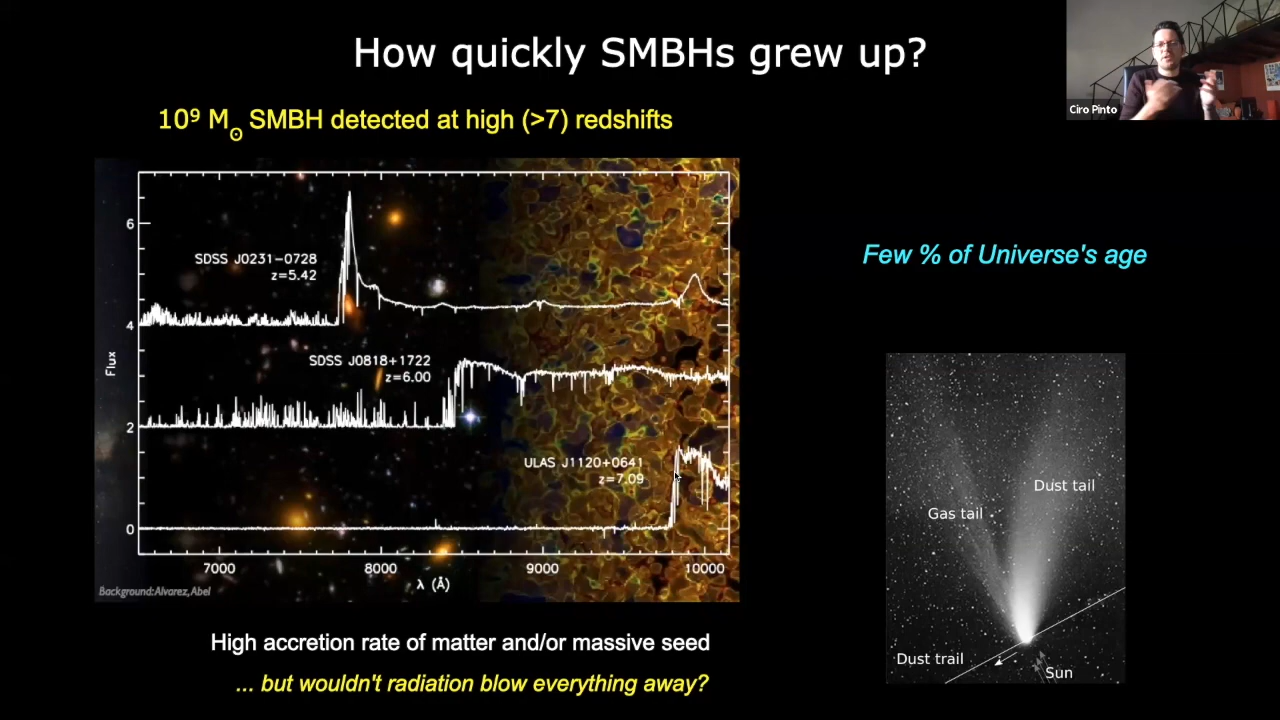 How quickly SMBHs grew up?
Ciro Pinto
10⁹ M⊙ SMBH detected at high (>7) redshifts
6
4
2
0
Flux
SDSS J0231-0728
z=5.42
SDSS J0818+1722
z=6.00
ULAS J1120+0641
z=7.09
7000 8000 9000 10000
λ (Å)
Background:Alvarez,Abel
Few % of Universe's age
Dust tail
Gas tail
Dust trail
Sun
High accretion rate of matter and/or massive seed
... but wouldn't radiation blow everything away?